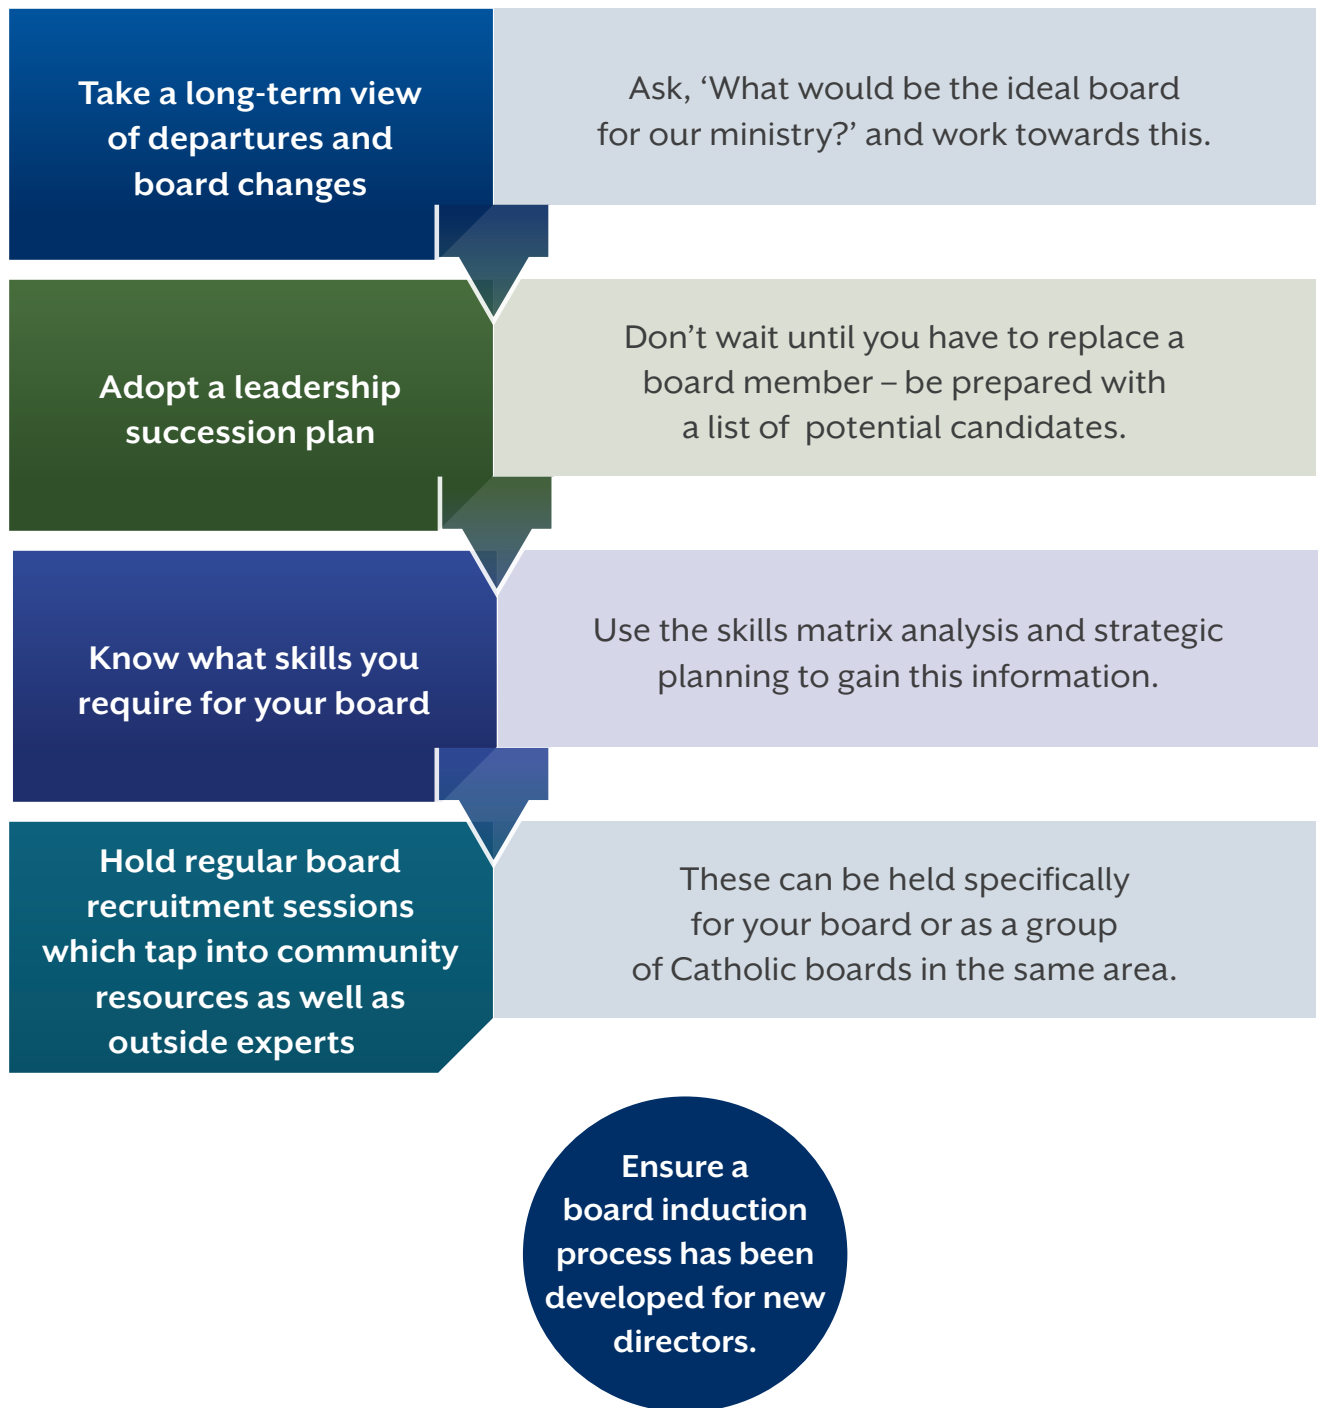 Take a long-term view
of departures and
board changes
Ask, ‘What would be the ideal board
for our ministry?’ and work towards this.
Adopt a leadership
succession plan
Don’t wait until you have to replace a
board member – be prepared with
a list of potential candidates.
Know what skills you
require for your board
Use the skills matrix analysis and strategic
planning to gain this information.
Hold regular board
recruitment sessions
which tap into community
resources as well as
outside experts
These can be held specifically
for your board or as a group
of Catholic boards in the same area.
Ensure a
board induction
process has been
developed for new
directors.